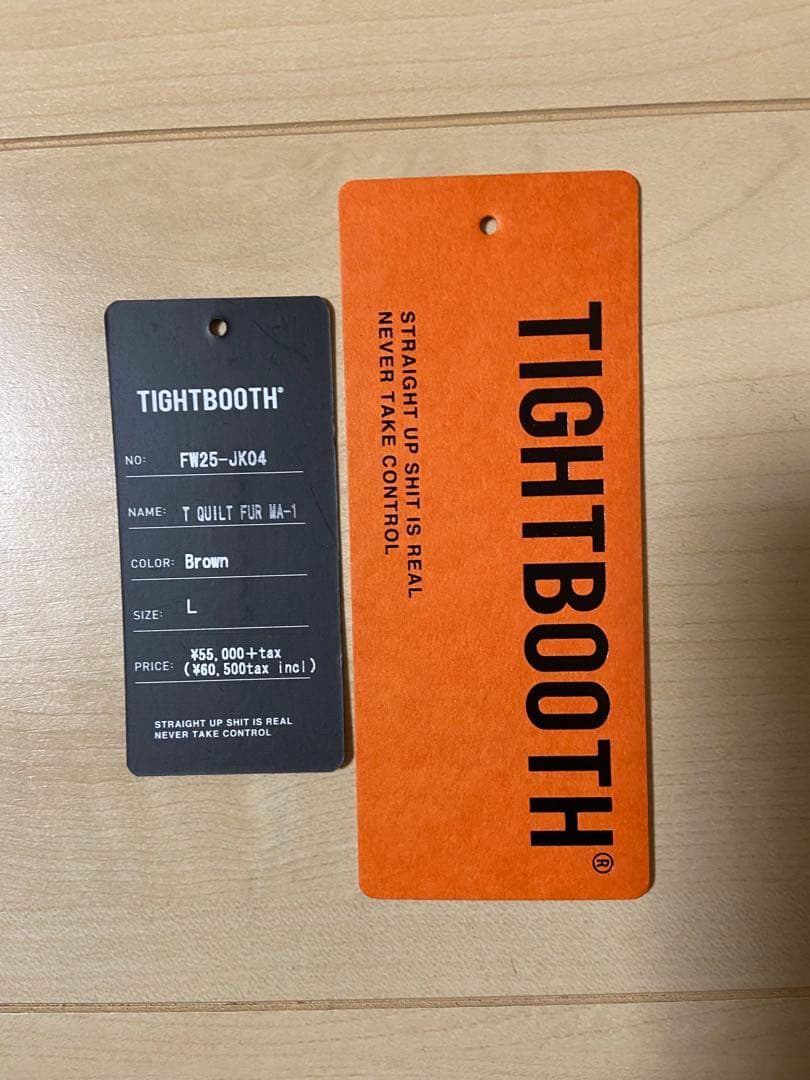 TIGHTBOOTH®
NO: FW25-JK04
NAME: T QUILT FUR MA-1
COLOR: Brown
SIZE: L
PRICE: ¥55,000+tax
(¥60,500tax incl)
STRAIGHT UP SHIT IS REAL
NEVER TAKE CONTROL
TIGHTBOOTH®
STRAIGHT UP SHIT IS REAL
NEVER TAKE CONTROL